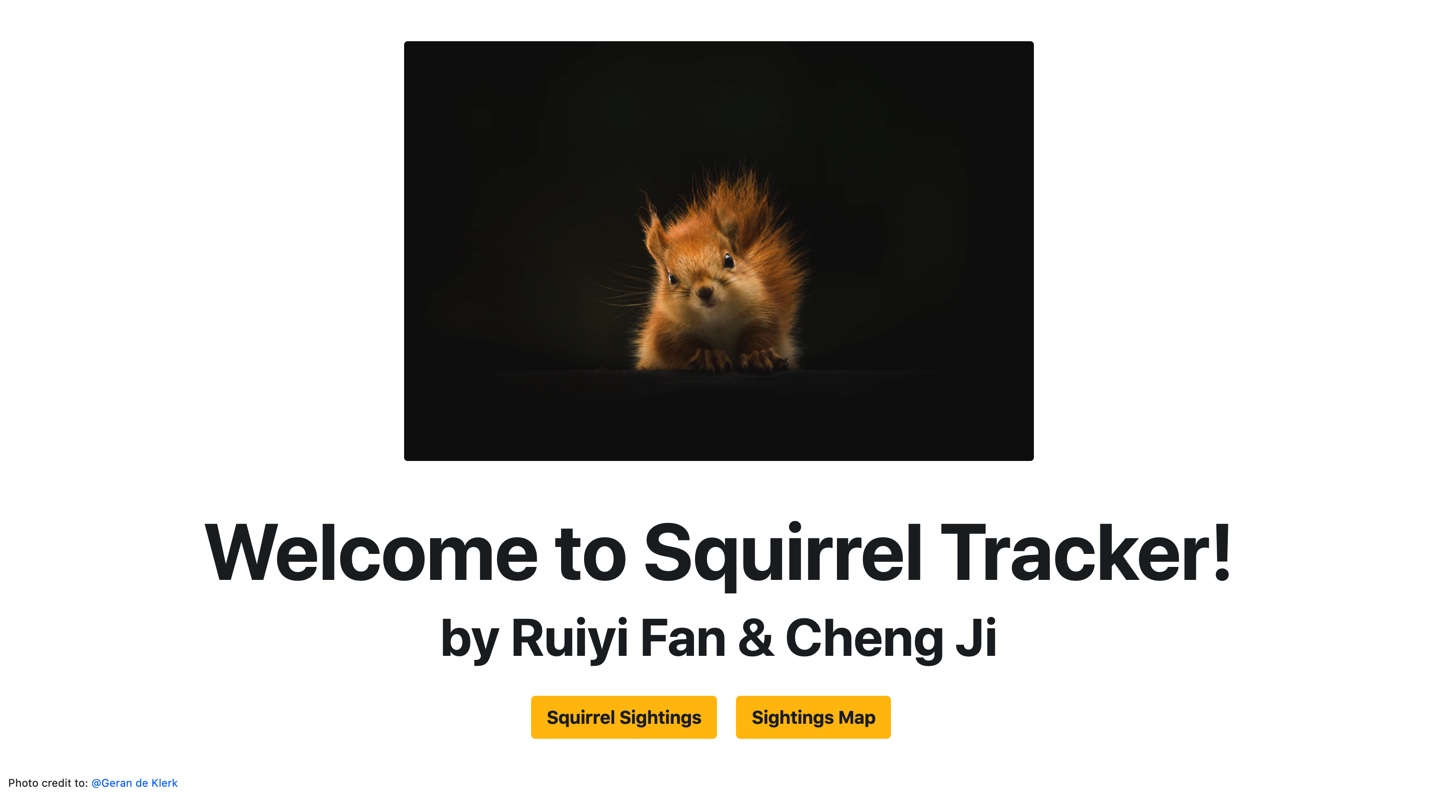 Welcome to Squirrel Tracker!
by Ruiyi Fan & Cheng Ji
Squirrel Sightings
Sightings Map
Photo credit to: @Geran de Klerk